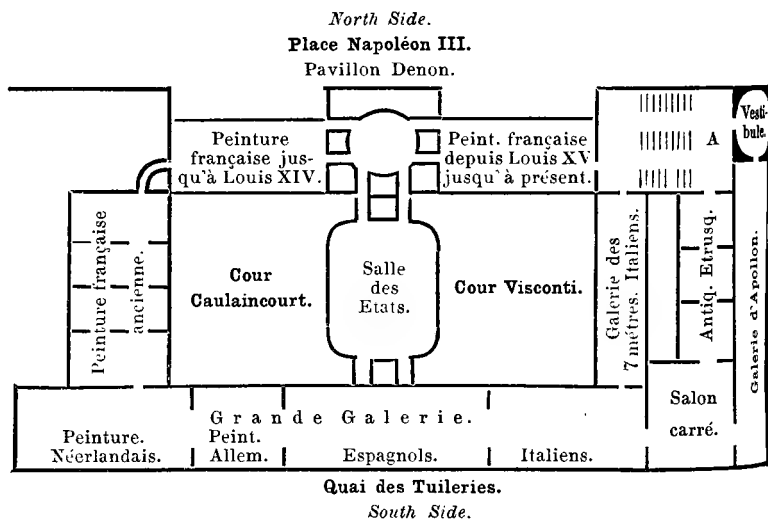 North Side.
Place Napoléon III.
Pavillon Denon.
Peinture
française jus-
qu'à Louis XIV.
Peint. française
depuis Louis XV
jusqu'à présent.
A
Vesti-
bule.
Peinture française
ancienne.
Cour
Caulaincourt.
Salle
des
Etats.
Cour Visconti.
Galerie des
7 métres. Italiens.
Antiq. Etrusq.
Galerie d'Apollon.
Salon
carré.
Grande Galerie.
Peinture.
Néerlandais.
Peint.
Allem.
Espagnols.
Italiens.
Quai des Tuileries.
South Side.